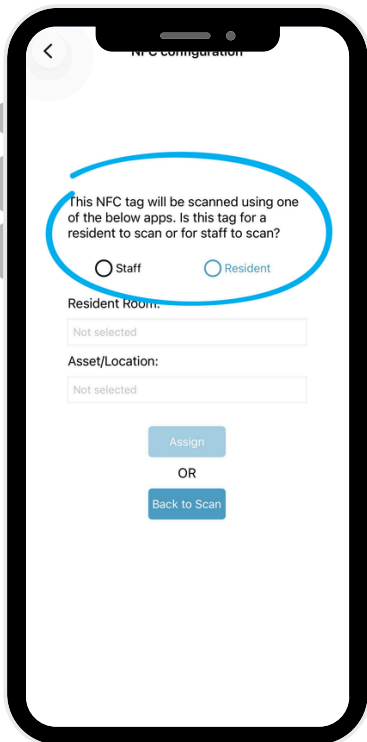 NFC configuration
This NFC tag will be scanned using one
of the below apps. Is this tag for a
resident to scan or for staff to scan?
Staff
Resident
Resident Room:
Not selected
Asset/Location:
Not selected
Assign
OR
Back to Scan